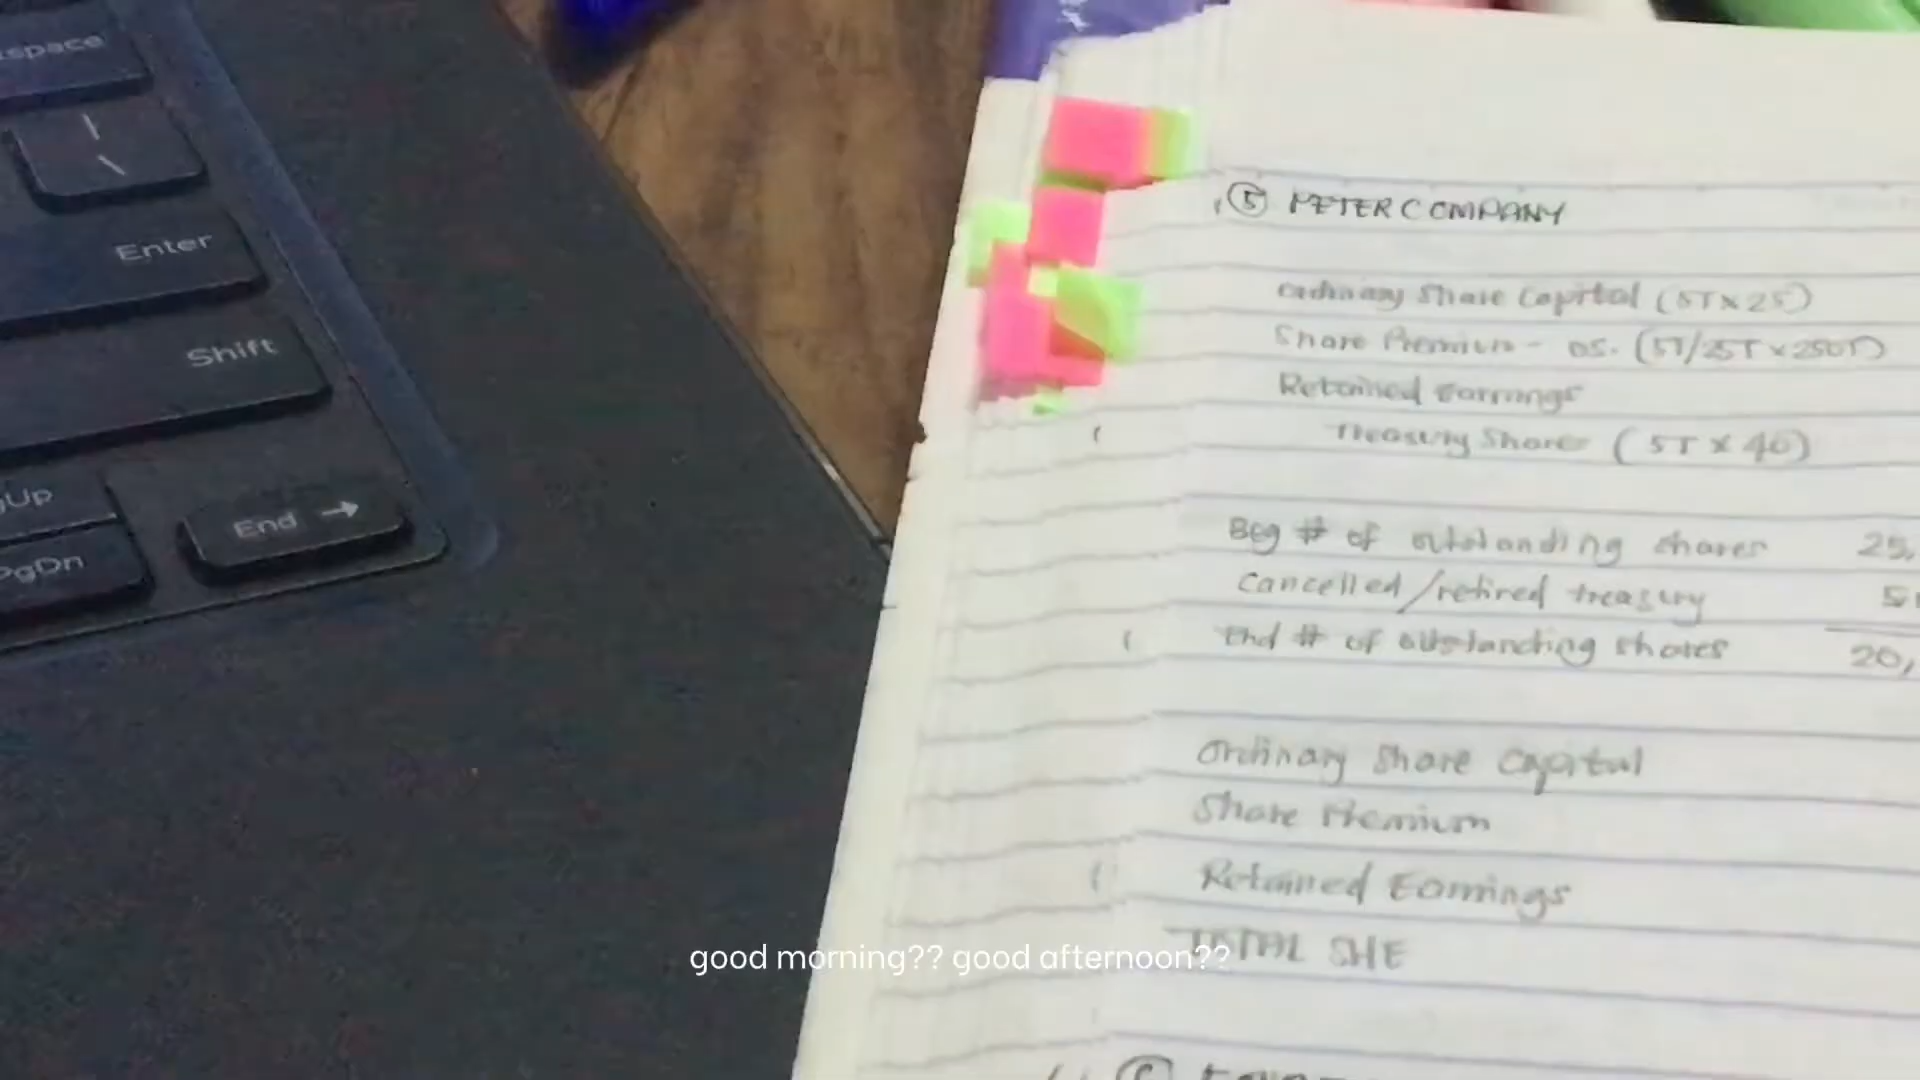 kspace
|
\
Enter
Shift
gUp
PgDn
End →
⑤ PETER COMPANY
Ordinary Share Capital (5T x 25)
Share Premium - OS. (5T/25T x 250T)
Retained Earnings
Treasury Shares (5T x 40)
Beg # of outstanding shares 25,
Cancelled/retired treasury 5
End # of outstanding shares 20,
Ordinary Share Capital
Share Premium
Retained Earnings
TOTAL SHE
good morning?? good afternoon??